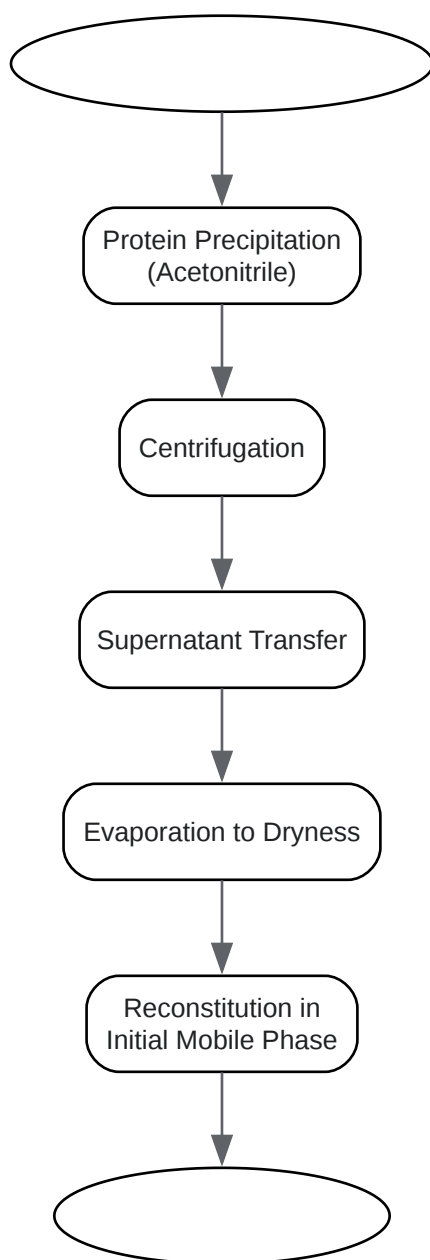 Protein Precipitation
(Acetonitrile)
Centrifugation
Supernatant Transfer
Evaporation to Dryness
Reconstitution in
Initial Mobile Phase